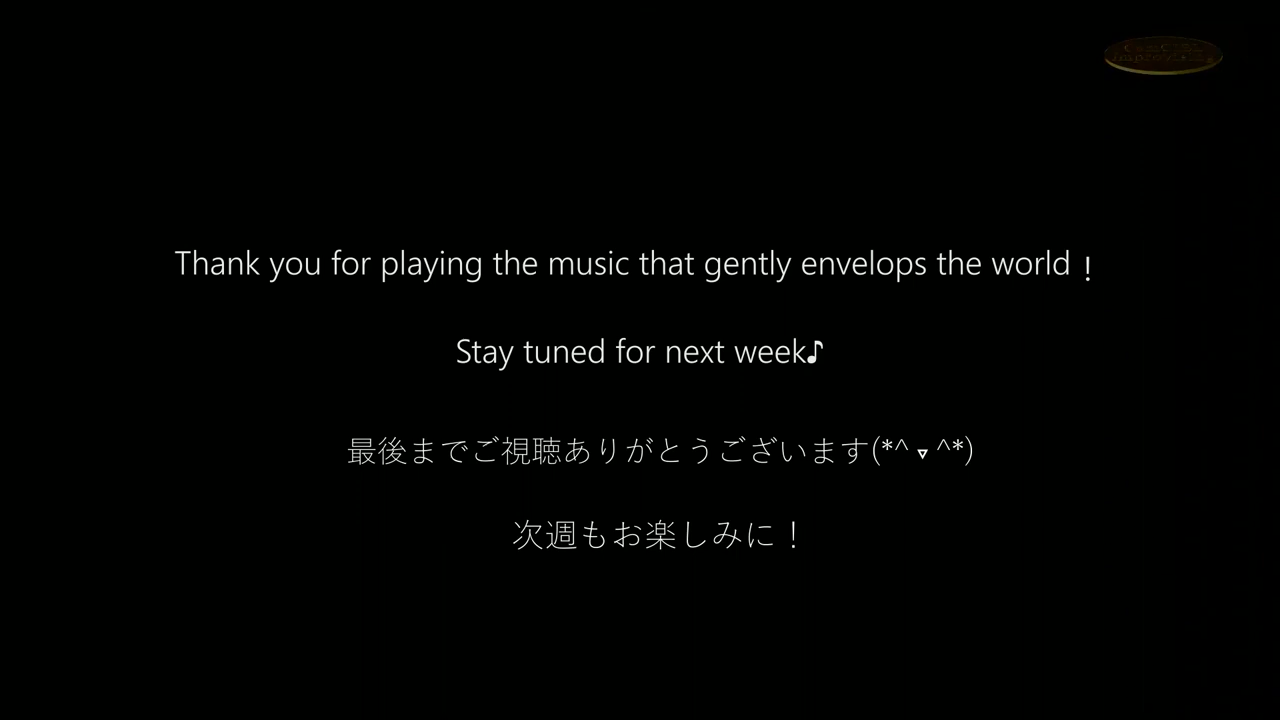 Thank you for playing the music that gently envelops the world！
Stay tuned for next week♪
最後までご視聴ありがとうございます(*^▽^*)
次週もお楽しみに！